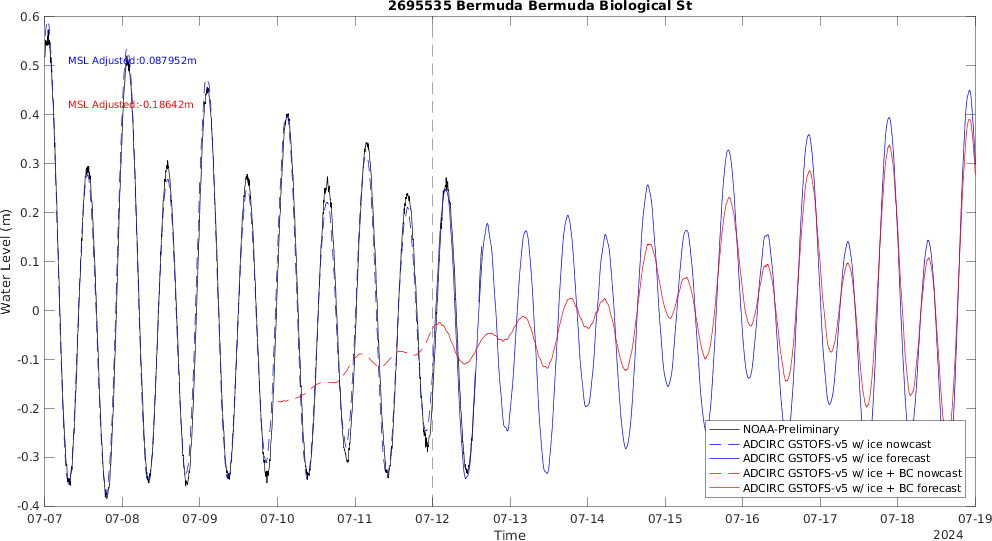 2695535 Bermuda Bermuda Biological St
0.6
0.5
0.4
0.3
0.2
0.1
0
-0.1
-0.2
-0.3
-0.4
Water Level (m)
MSL Adjusted:0.087952m
MSL Adjusted:-0.18642m
NOAA-Preliminary
ADCIRC GSTOFS-v5 w/ ice nowcast
ADCIRC GSTOFS-v5 w/ ice forecast
ADCIRC GSTOFS-v5 w/ ice + BC nowcast
ADCIRC GSTOFS-v5 w/ ice + BC forecast
07-07 07-08 07-09 07-10 07-11 07-12 07-13 07-14 07-15 07-16 07-17 07-18 07-19
Time
2024